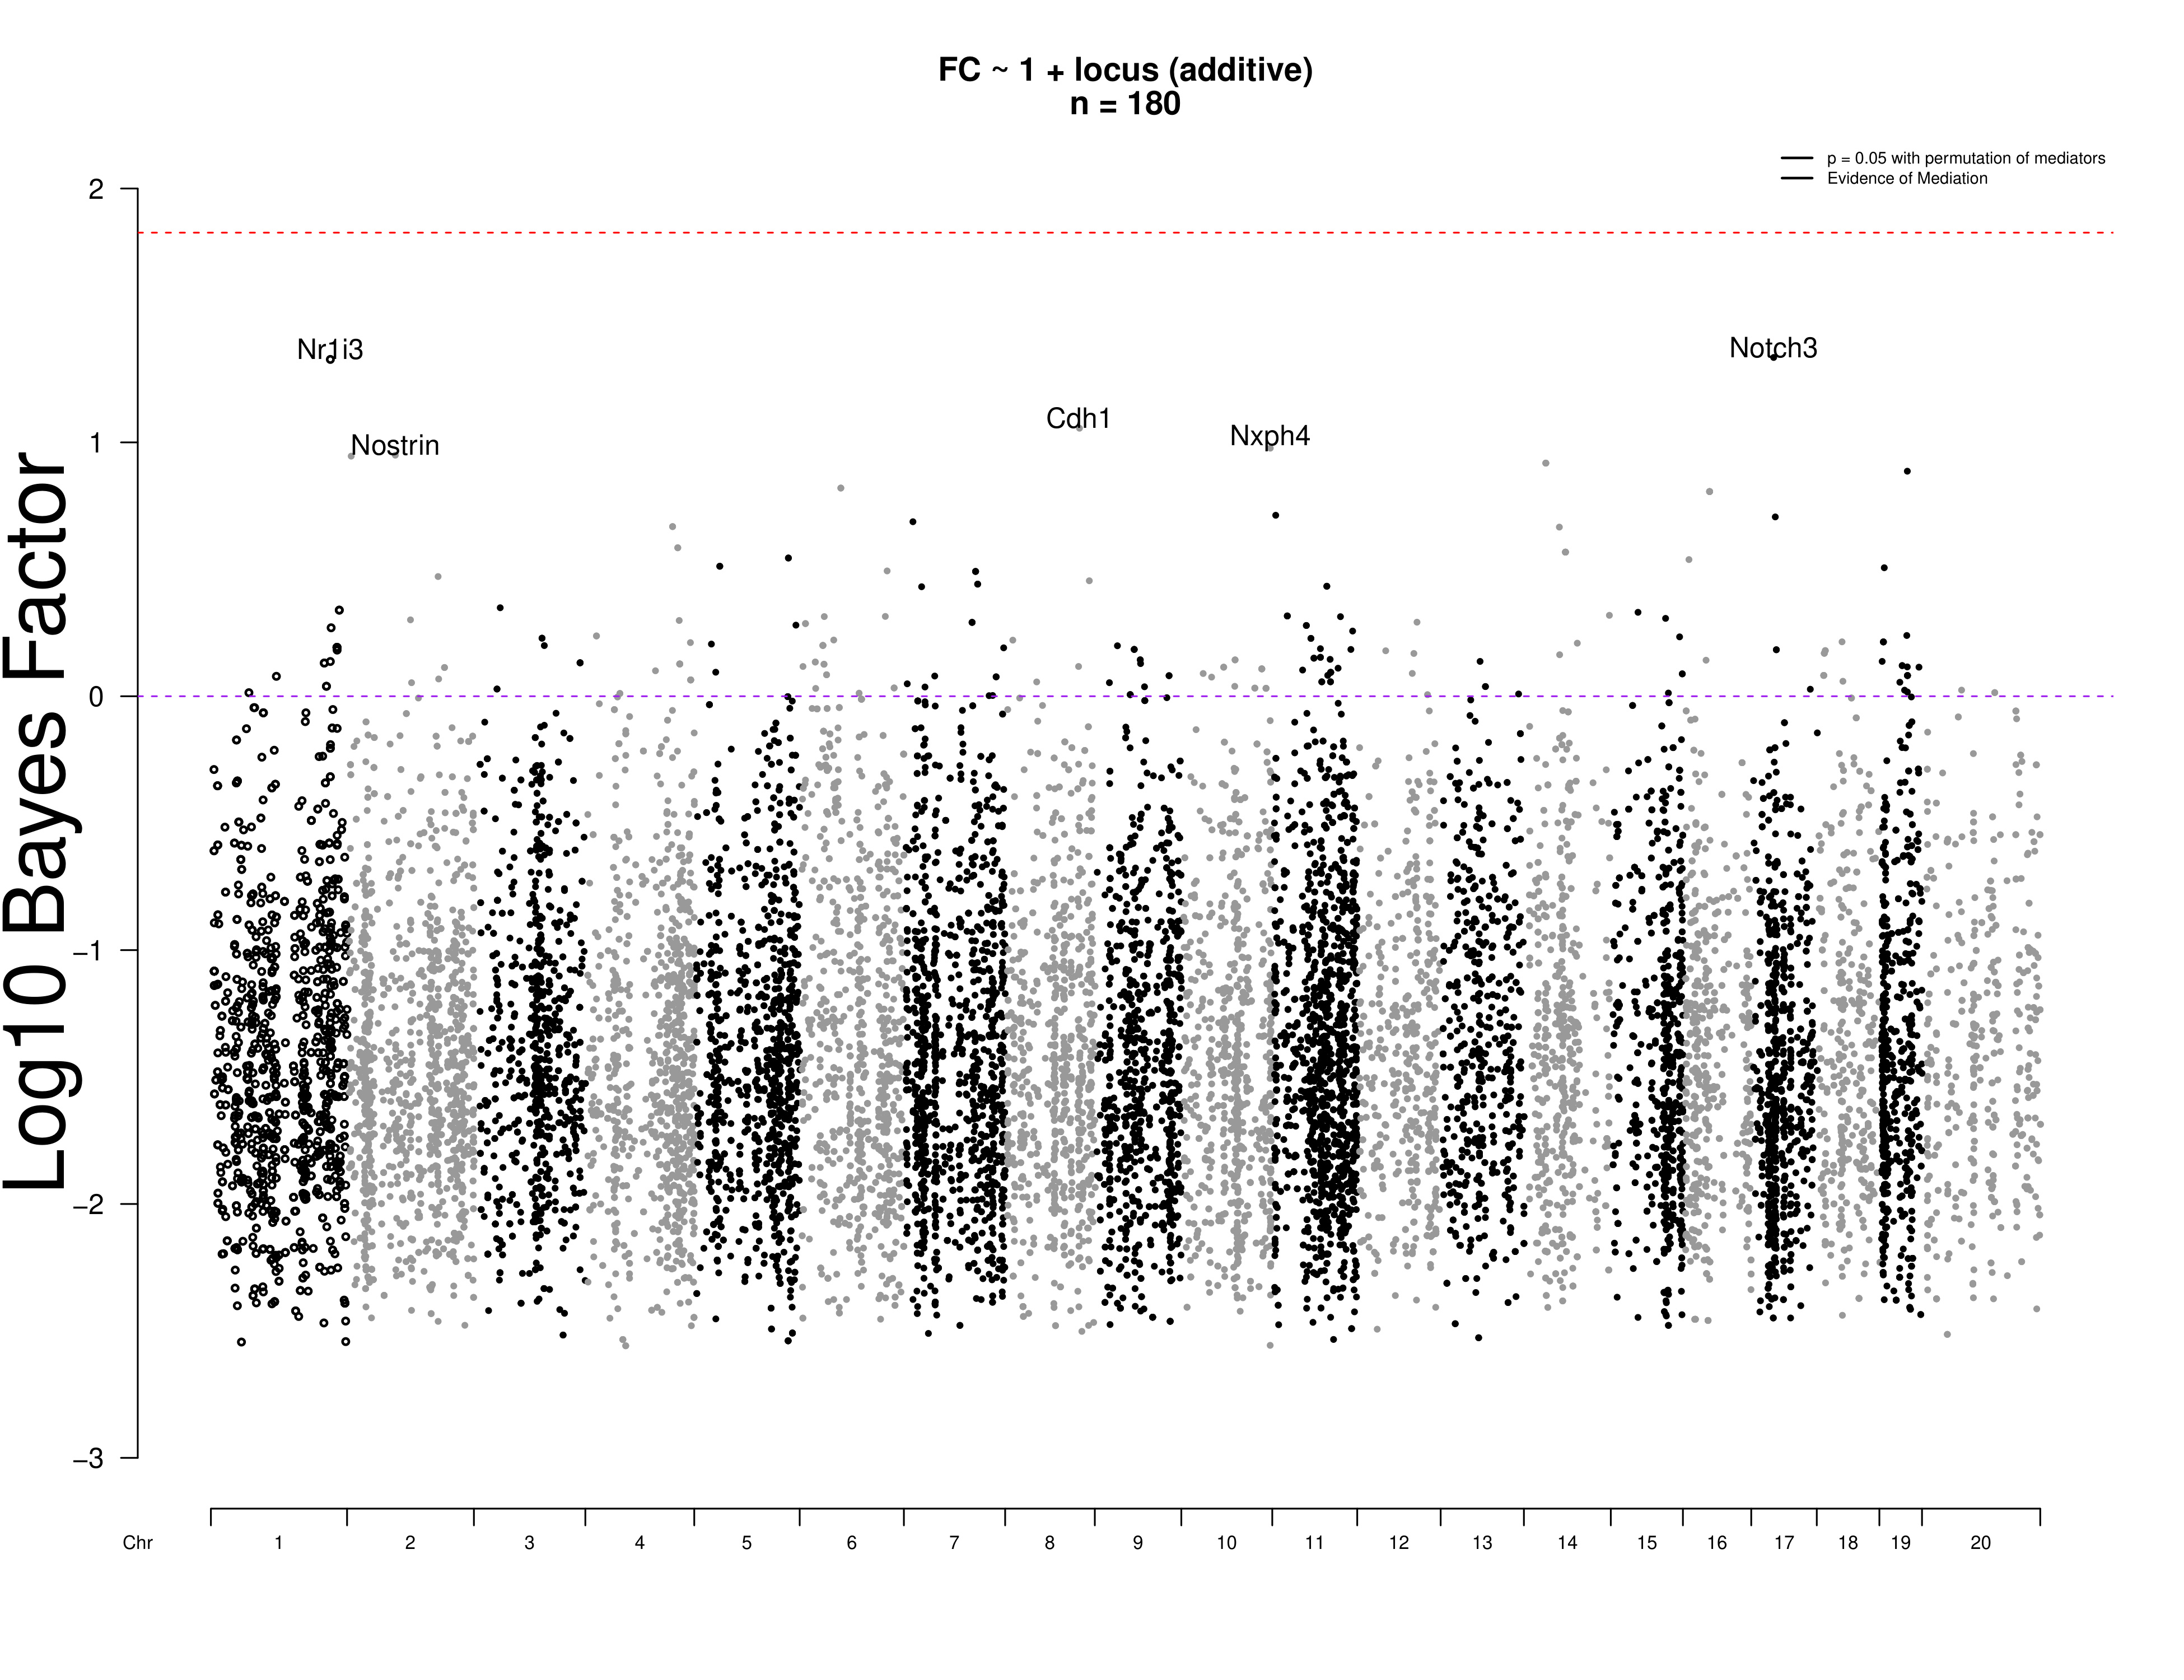 FC ~ 1 + locus (additive)
n = 180
p = 0.05 with permutation of mediators
Evidence of Mediation
Log10 Bayes Factor
2
1
0
−1
−2
−3
Nr1i3
Notch3
Cdh1
Nxph4
Nostrin
Chr 1 2 3 4 5 6 7 8 9 10 11 12 13 14 15 16 17 18 19 20